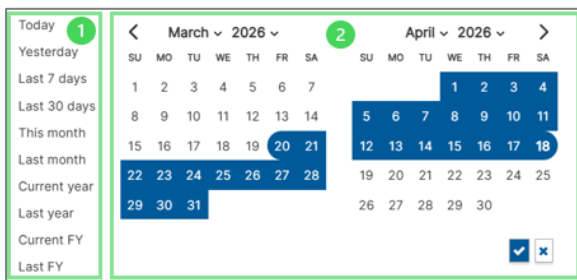 Today
Yesterday
Last 7 days
Last 30 days
This month
Last month
Current year
Last year
Current FY
Last FY
1
2
March 2026
SU MO TU WE TH FR SA
1 2 3 4 5 6 7
8 9 10 11 12 13 14
15 16 17 18 19 20 21
22 23 24 25 26 27 28
29 30 31
April 2026
SU MO TU WE TH FR SA
1 2 3 4
5 6 7 8 9 10 11
12 13 14 15 16 17 18
19 20 21 22 23 24 25
26 27 28 29 30